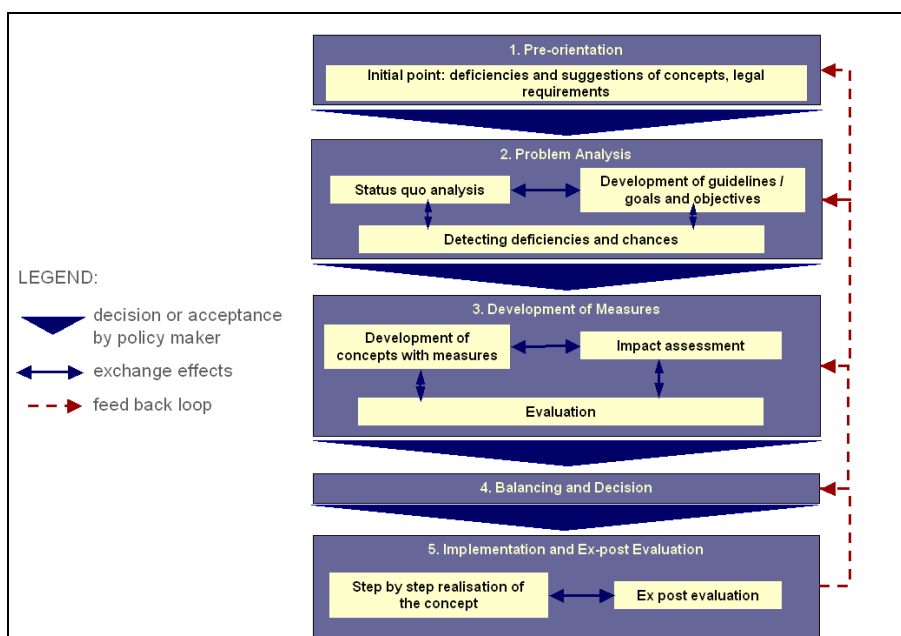 1. Pre-orientation
Initial point: deficiencies and suggestions of concepts, legal
requirements
2. Problem Analysis
Status quo analysis
Development of guidelines /
goals and objectives
Detecting deficiencies and chances
LEGEND:
decision or acceptance
by policy maker
exchange effects
feed back loop
3. Development of Measures
Development of
concepts with measures
Impact assessment
Evaluation
4. Balancing and Decision
5. Implementation and Ex-post Evaluation
Step by step realisation of
the concept
Ex post evaluation